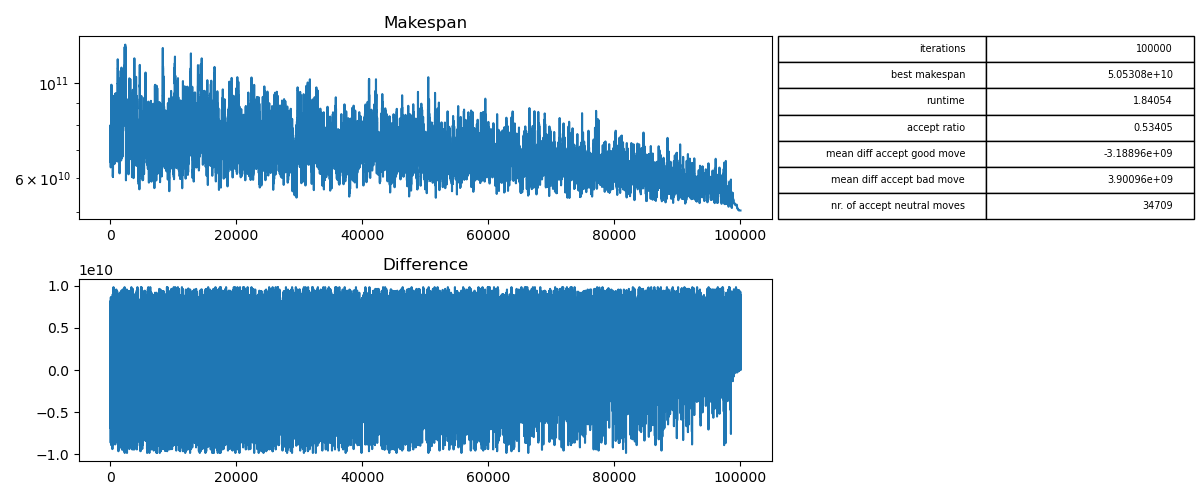 Makespan
10^11
6 × 10^10
0 20000 40000 60000 80000 100000
iterations 100000
best makespan 5.05308e+10
runtime 1.84054
accept ratio 0.53405
mean diff accept good move -3.18896e+09
mean diff accept bad move 3.90096e+09
nr. of accept neutral moves 34709
Difference
1e10
1.0
0.5
0.0
−0.5
−1.0
0 20000 40000 60000 80000 100000